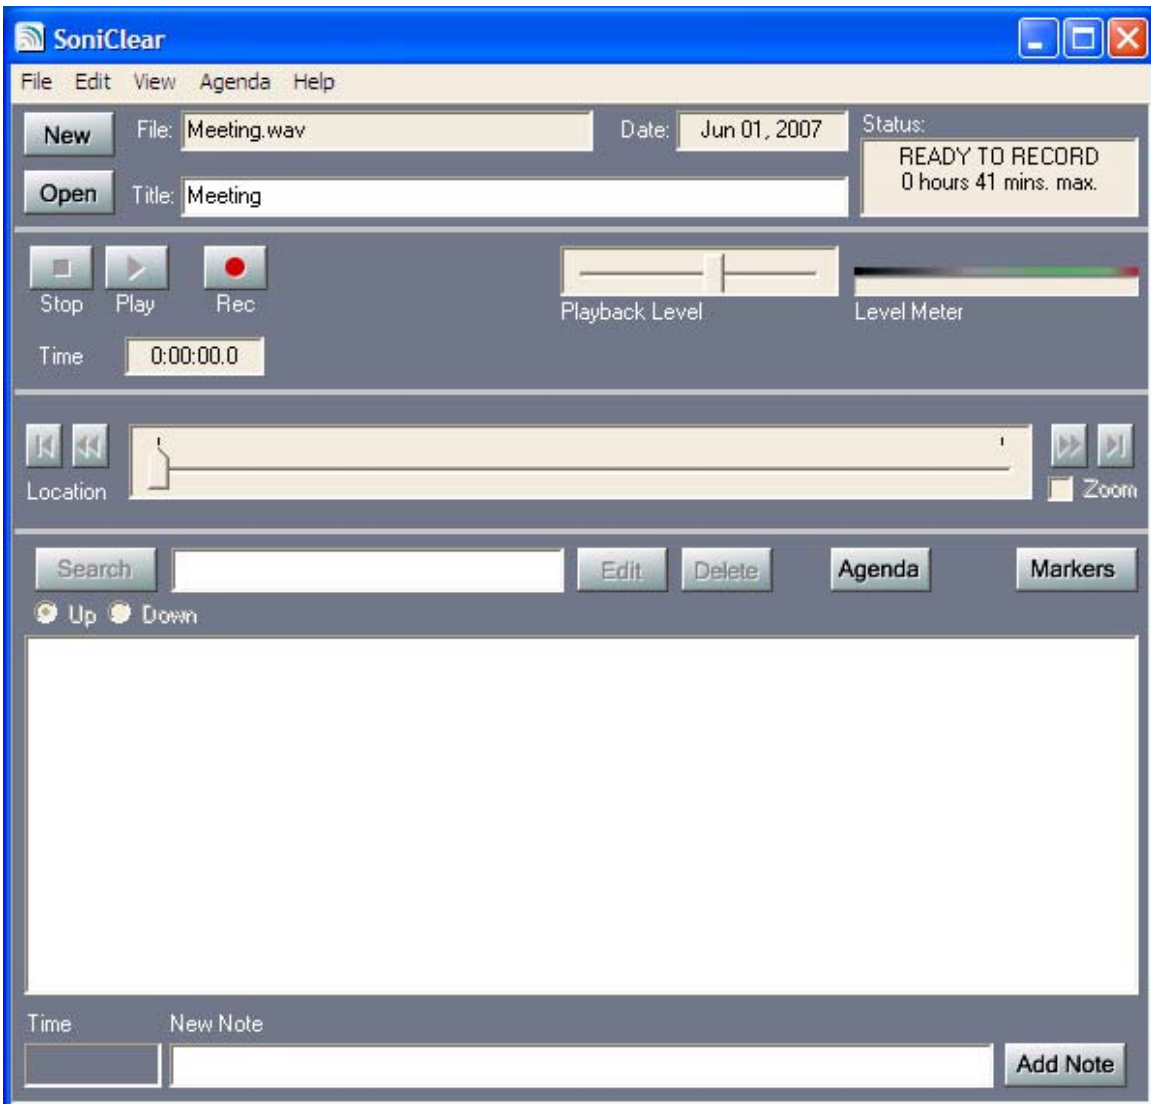 SoniClear
File Edit View Agenda Help
New File: Meeting.wav Date: Jun 01, 2007 Status:
READY TO RECORD
0 hours 41 mins. max.
Open Title: Meeting
Stop Play Rec Playback Level Level Meter
Time 0:00:00.0
Location Zoom
Search Edit Delete Agenda Markers
Up Down
Time New Note
Add Note